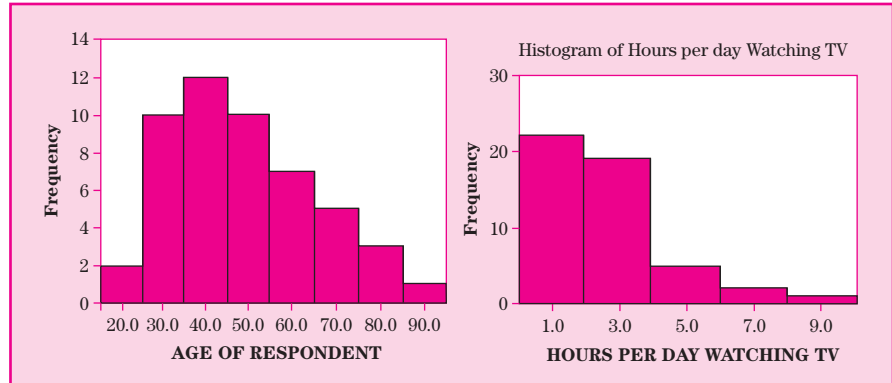 14
12
10
8
6
4
2
0
Frequency
20.0 30.0 40.0 50.0 60.0 70.0 80.0 90.0
AGE OF RESPONDENT
Histogram of Hours per day Watching TV
30
20
10
0
Frequency
1.0 3.0 5.0 7.0 9.0
HOURS PER DAY WATCHING TV